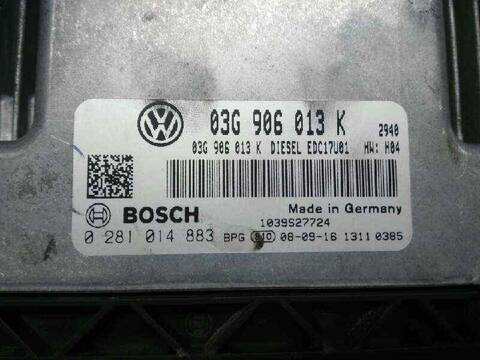 03G 906 013 K 2940
03G 906 013 K DIESEL EDC17U01 HW: H04
BOSCH Made in Germany
1039S27724
0 281 014 883 BPG 08-09-16 1311 0385